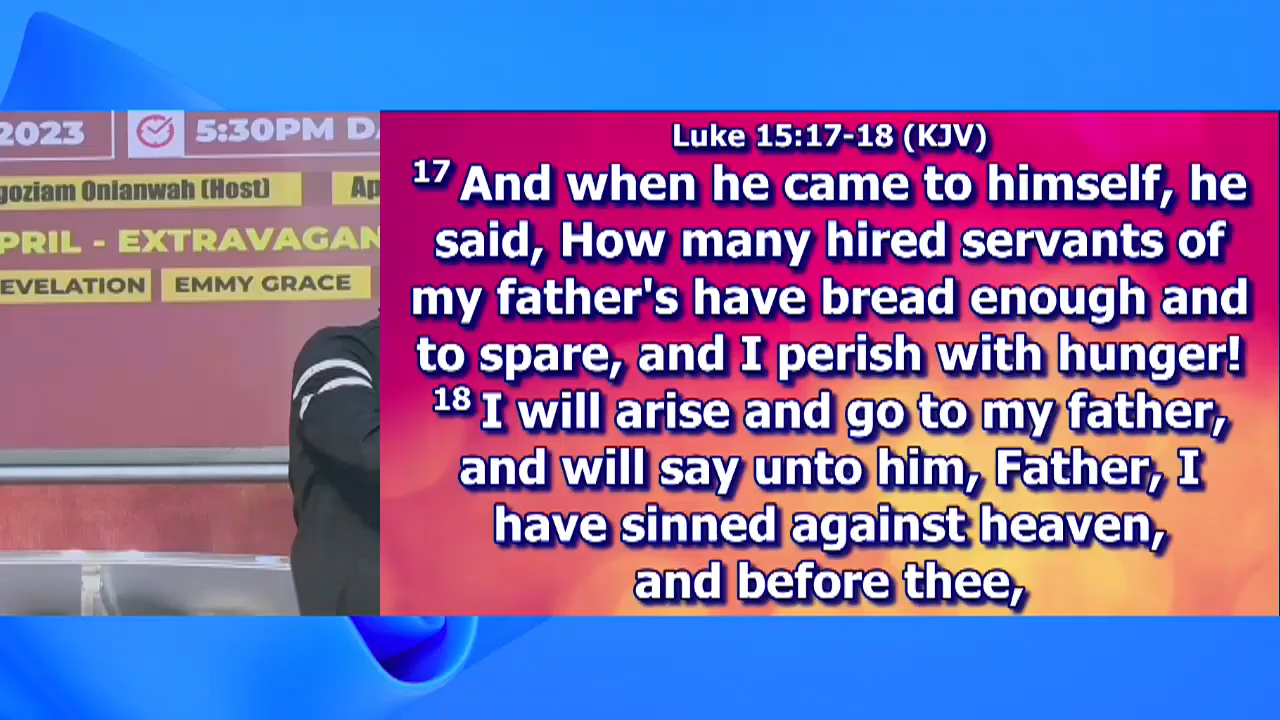 2023
5:30PM
Onianwah (Host)
EXTRAVAGAN
EMMY GRACE
Luke 15:17-18 (KJV)
17 And when he came to himself, he
said, How many hired servants of
my father's have bread enough and
to spare, and I perish with hunger!
18 I will arise and go to my father,
and will say unto him, Father, I
have sinned against heaven,
and before thee,